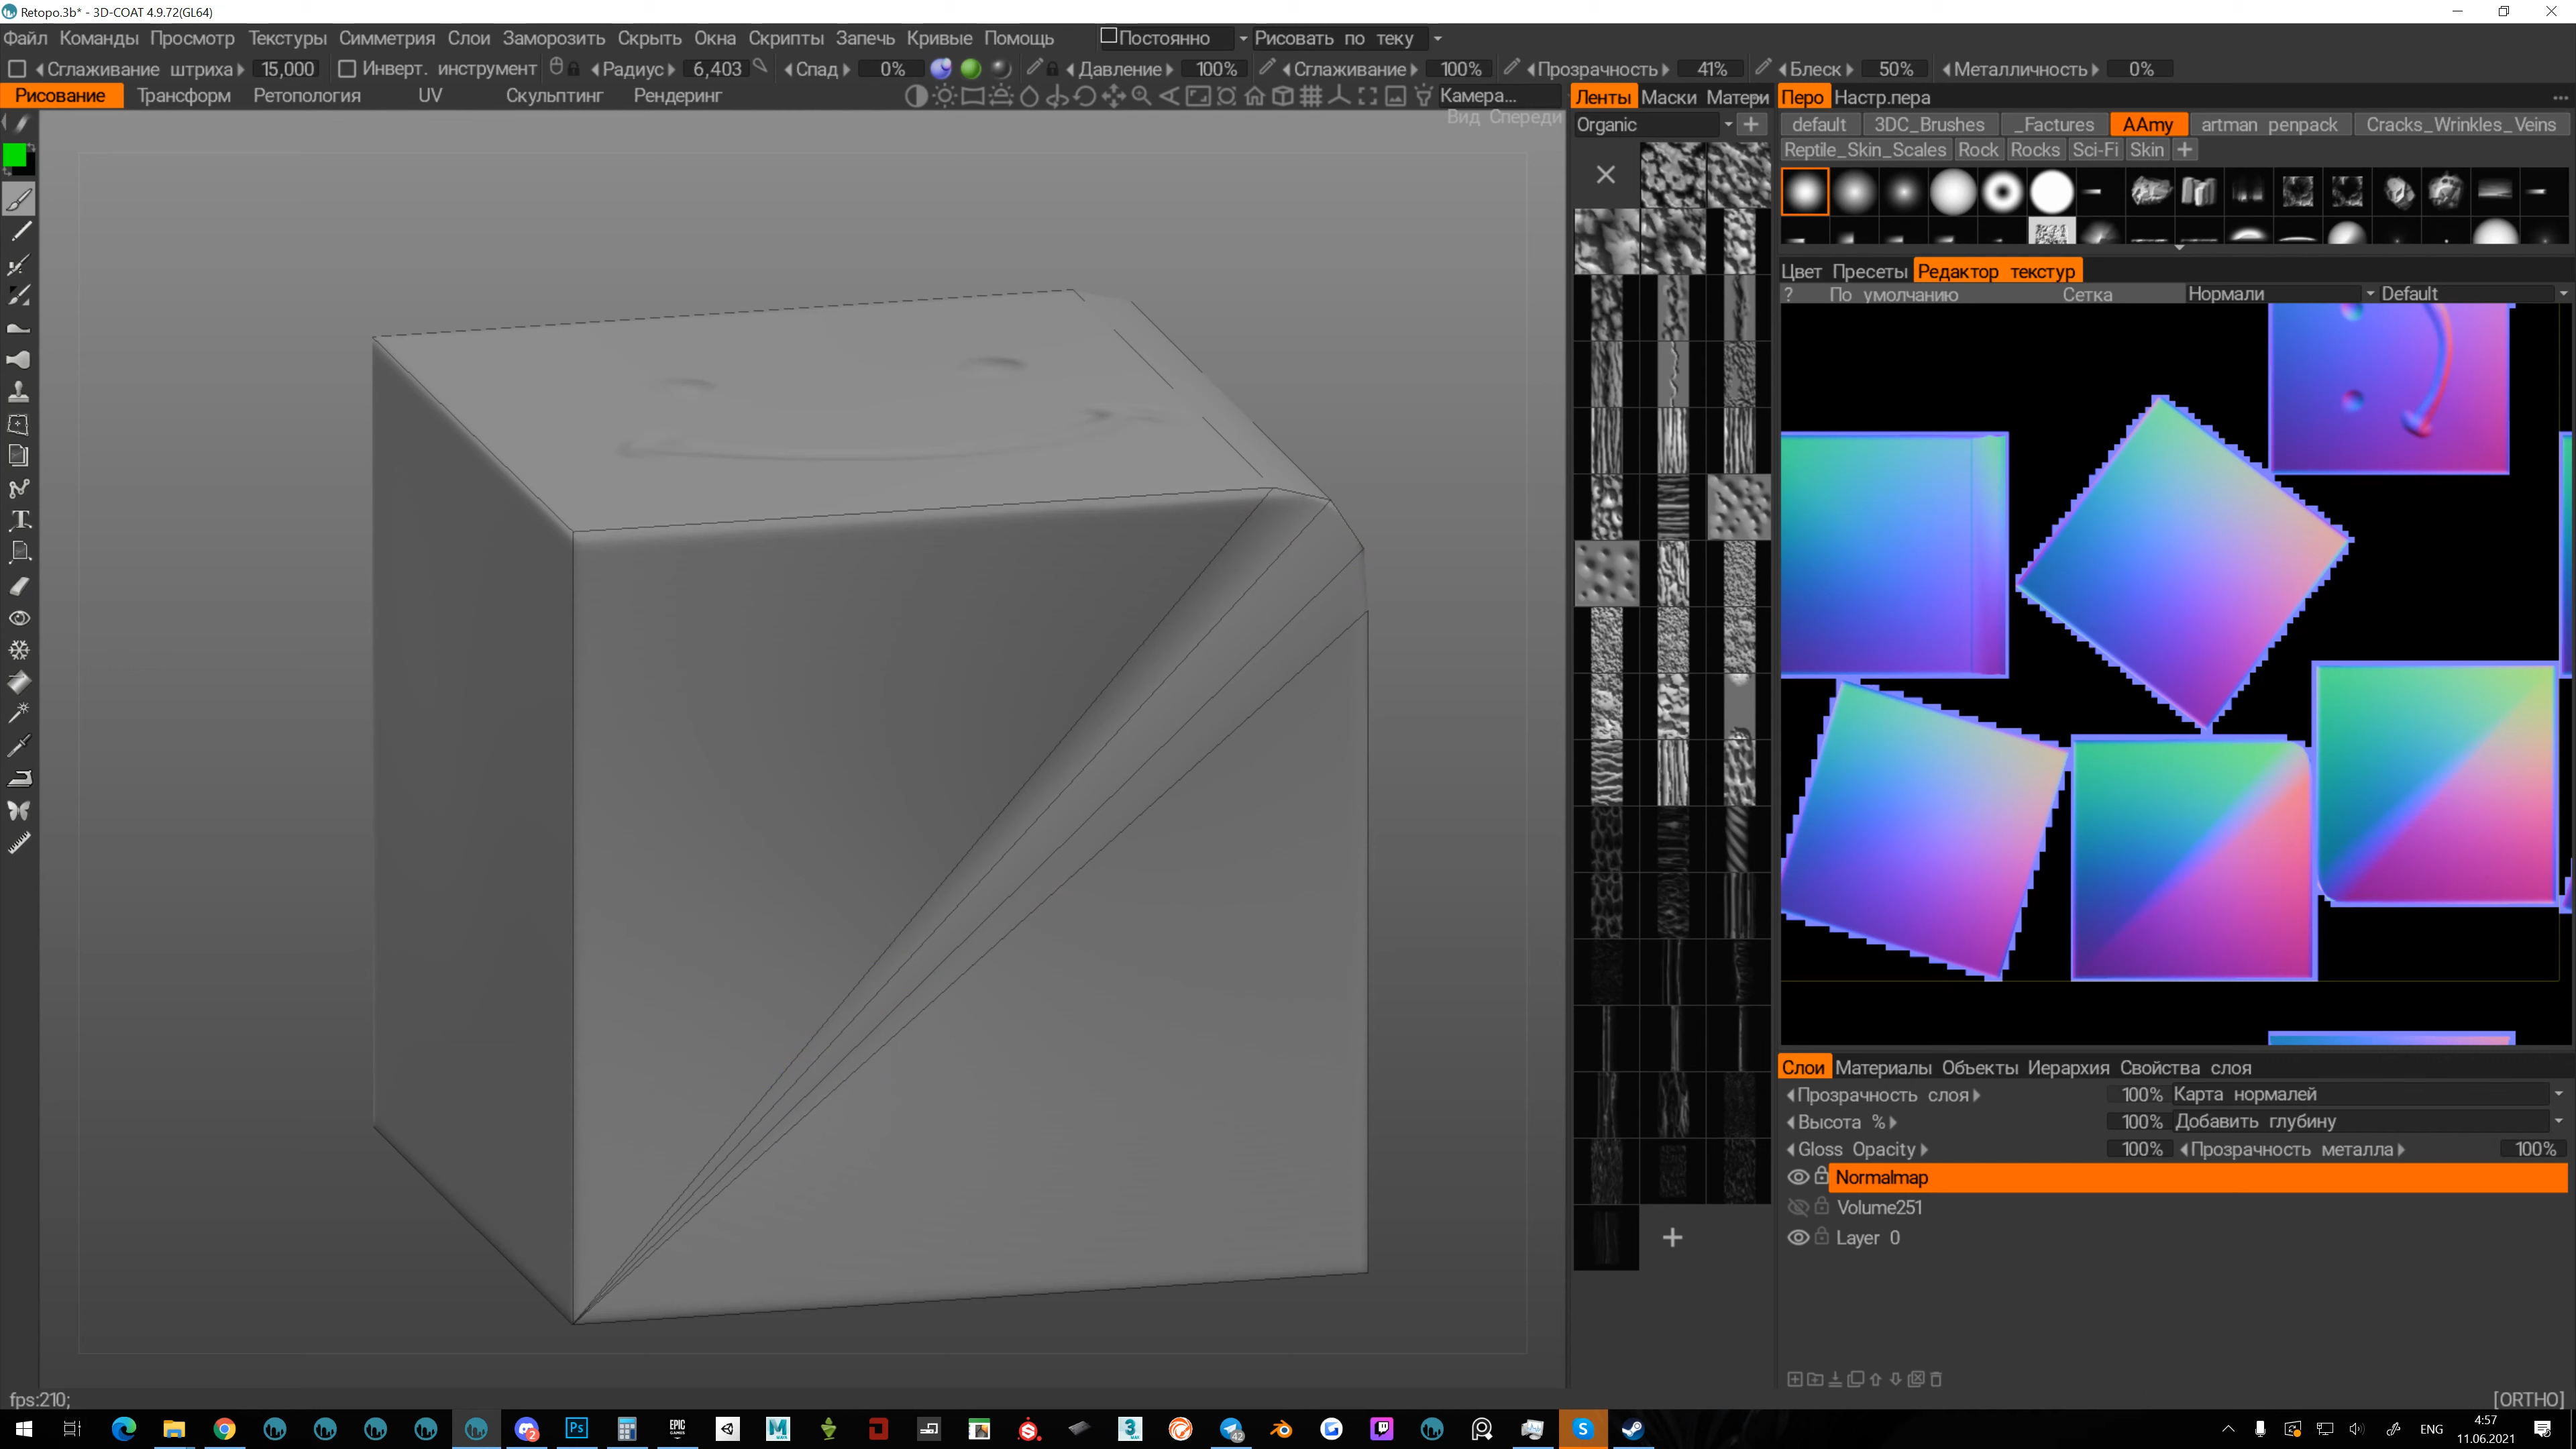 Retopo.3b* - 3D-COAT 4.9.72(GL64)
Файл Команды Просмотр Текстуры Симметрия Слои Заморозить Скрыть Окна Скрипты Запечь Кривые Помощь Постоянно Рисовать по теку
Сглаживание штриха 15,000 Инверт. инструмент Радиус 6,403 Спад 0% Давление 100% Сглаживание 100% Прозрачность 41% Блеск 50% Металличность 0%
Рисование Трансформ Ретопология UV Скульптинг Рендеринг Камера...
Вид Спереди
Ленты Маски Матери
Organic
Перо Настр.пера
default 3DC_Brushes _Factures AAmy artman penpack Cracks_Wrinkles_Veins
Reptile_Skin_Scales Rock Rocks Sci-Fi Skin
Цвет Пресеты Редактор текстур
? По умолчанию Сетка Нормали Default
Слои Материалы Объекты Иерархия Свойства слоя
Прозрачность слоя 100% Карта нормалей
Высота % 100% Добавить глубину
Gloss Opacity 100% Прозрачность металла 100%
Normalmap
Volume251
Layer 0
fps:210;
[ORTHO]
2
Ps
EPIC GAMES
M
3
42
S
ENG
4:57
11.06.2021